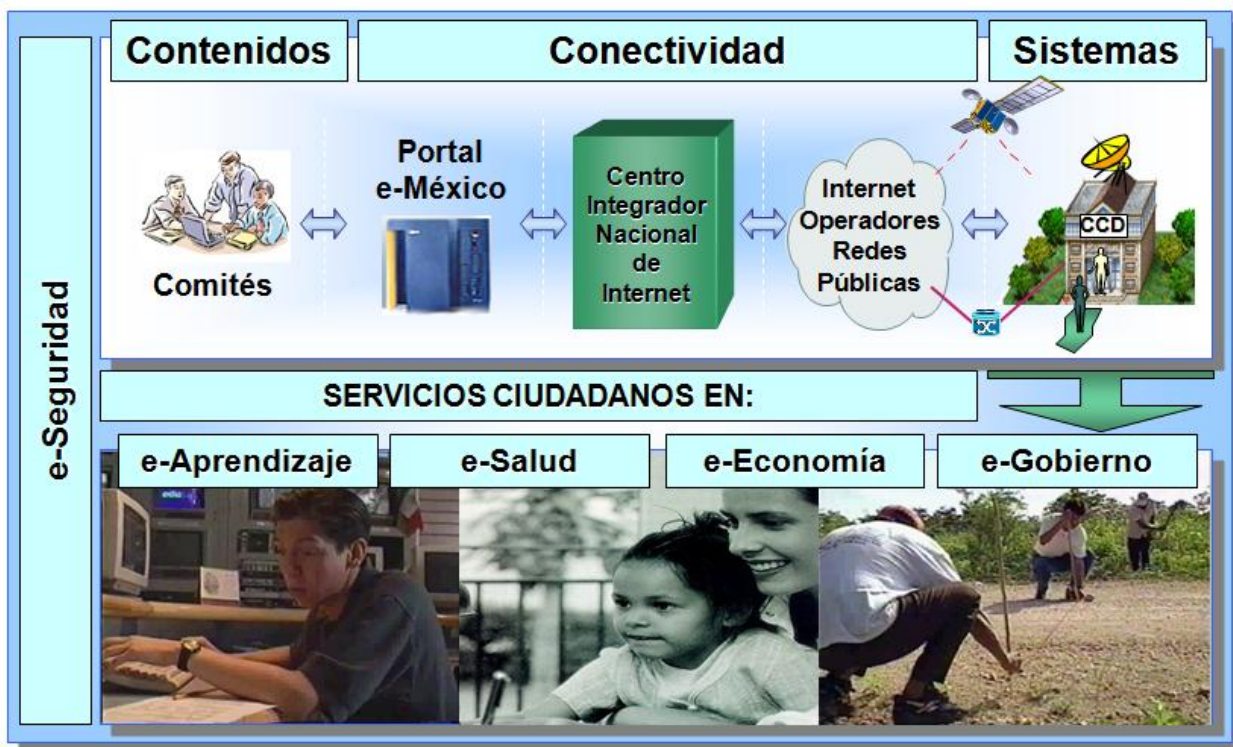 e-Seguridad
Contenidos
Conectividad
Sistemas
Comités
Portal
e-México
Centro
Integrador
Nacional
de
Internet
Internet
Operadores
Redes
Públicas
CCD
SERVICIOS CIUDADANOS EN:
e-Aprendizaje
e-Salud
e-Economía
e-Gobierno